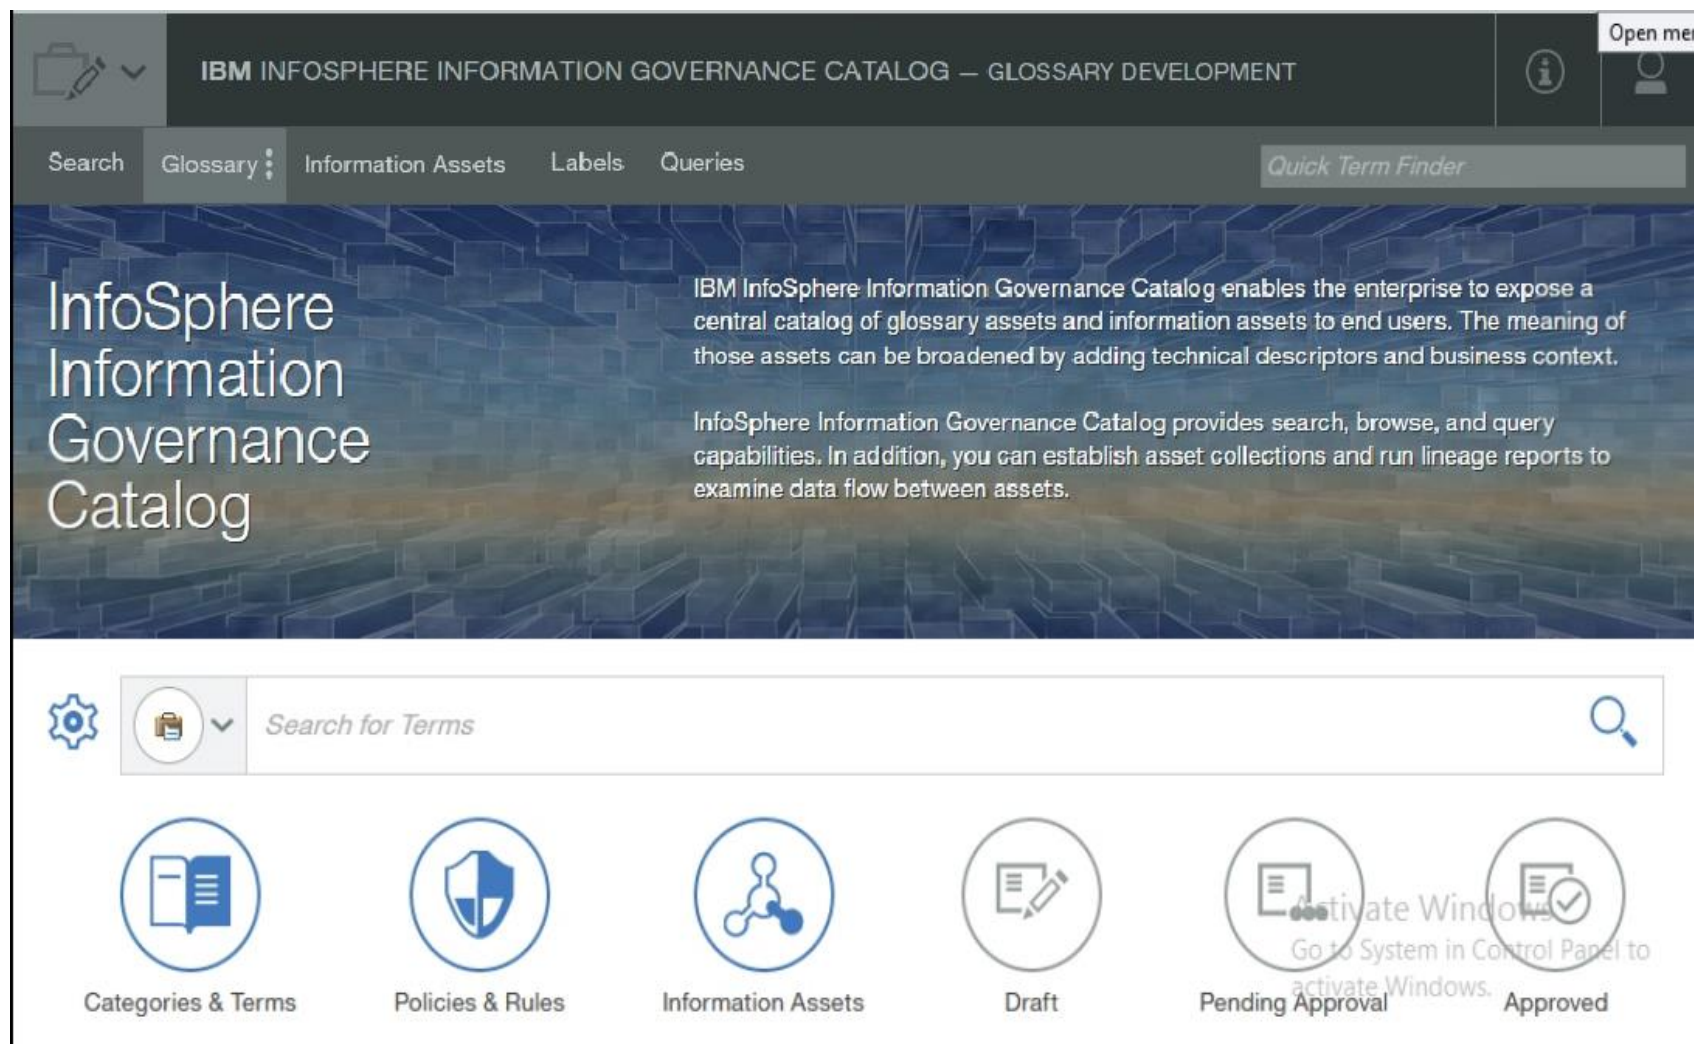 Open me
IBM INFOSPHERE INFORMATION GOVERNANCE CATALOG — GLOSSARY DEVELOPMENT
Search Glossary Information Assets Labels Queries Quick Term Finder
InfoSphere
Information
Governance
Catalog
IBM InfoSphere Information Governance Catalog enables the enterprise to expose a
central catalog of glossary assets and information assets to end users. The meaning of
those assets can be broadened by adding technical descriptors and business context.
InfoSphere Information Governance Catalog provides search, browse, and query
capabilities. In addition, you can establish asset collections and run lineage reports to
examine data flow between assets.
Search for Terms
Categories & Terms Policies & Rules Information Assets Draft Pending Approval Approved
Activate Windows
Go to System in Control Panel to
activate Windows.